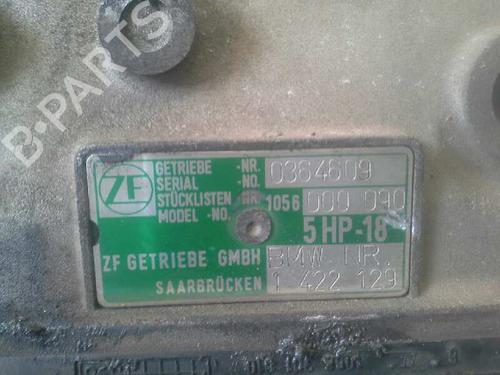 B-PARTS
ZF
GETRIEBE -NR. 0364609
SERIAL -NO.
STÜCKLISTEN NR. 1056 000 090
MODEL -NO.
5 HP-18
ZF GETRIEBE GMBH BMW NR.
SAARBRÜCKEN 1 422 129